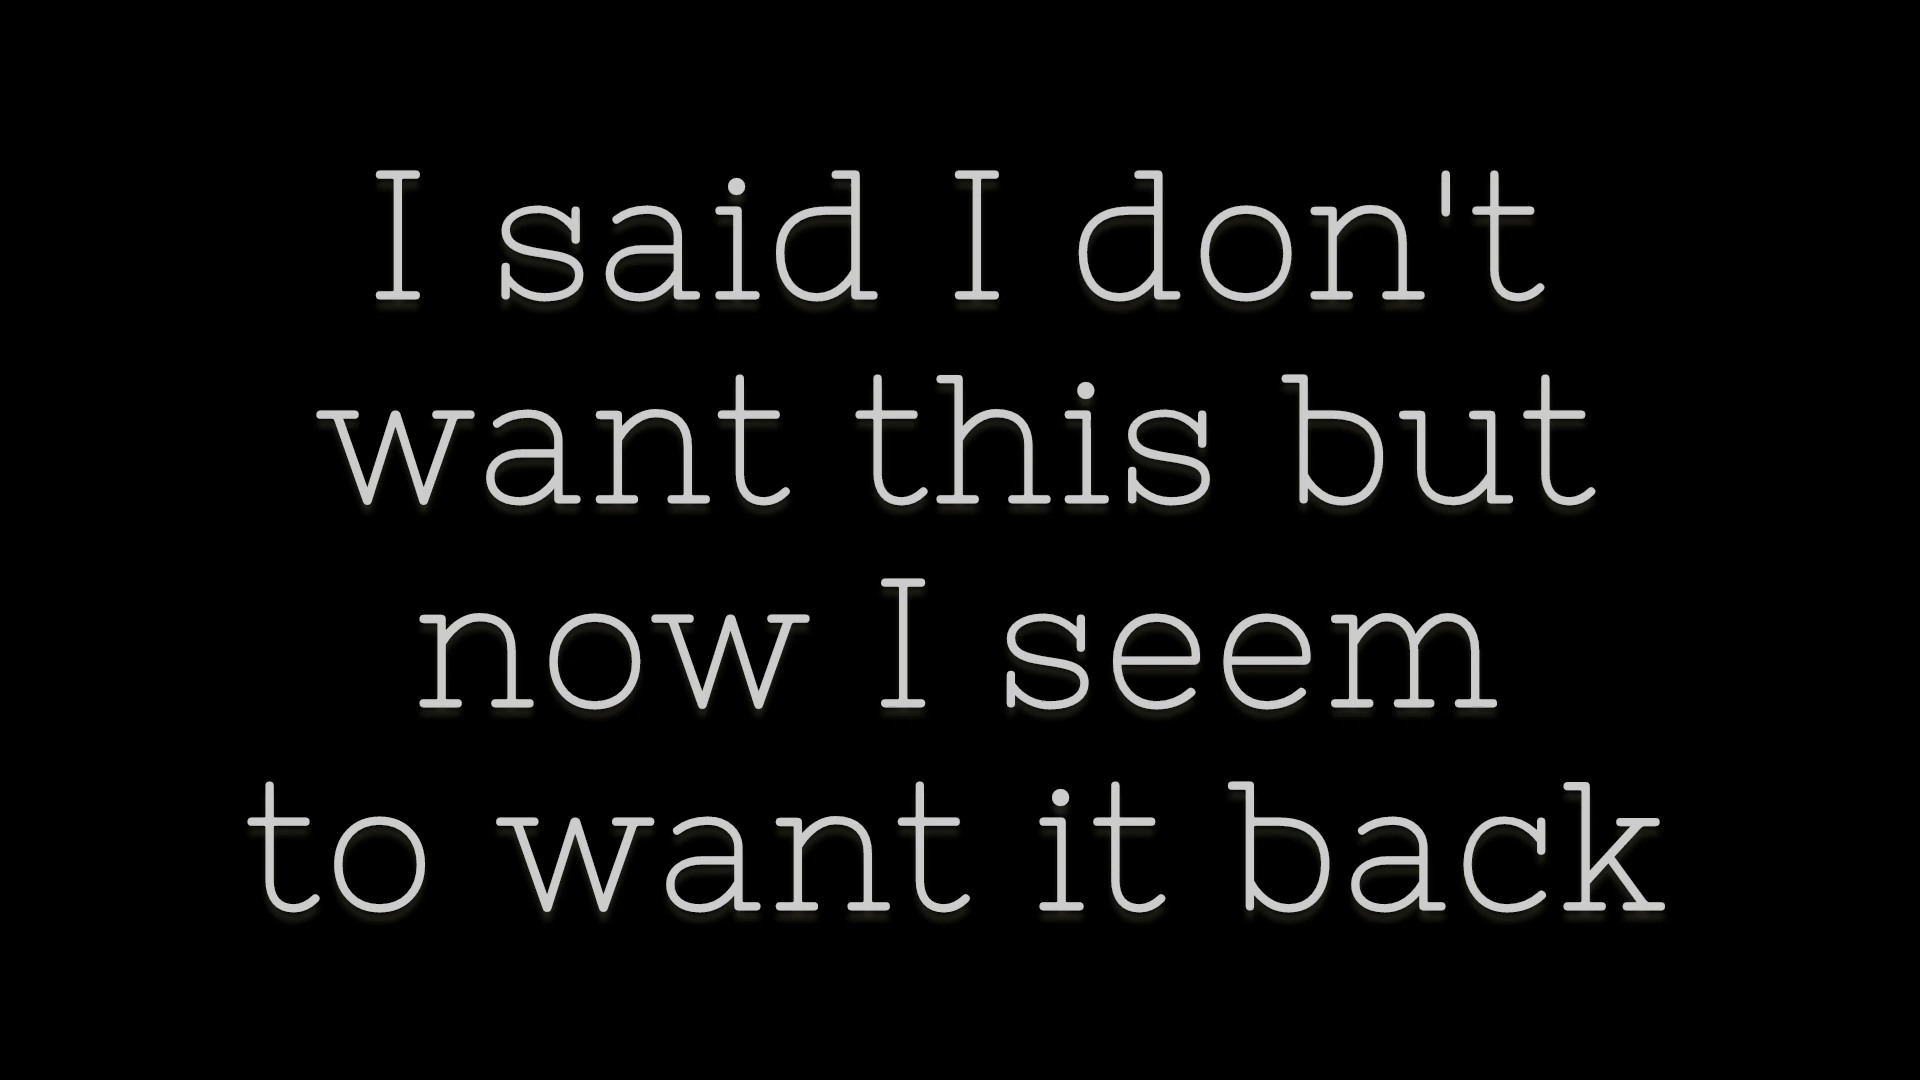 I said I don't
want this but
now I seem
to want it back